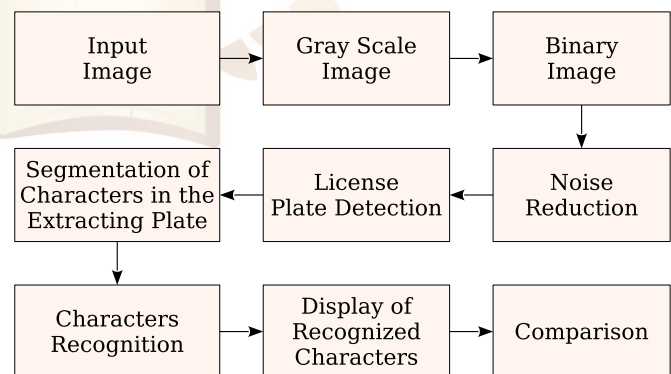 Input
Image
Gray Scale
Image
Binary
Image
Noise
Reduction
License
Plate Detection
Segmentation of
Characters in the
Extracting Plate
Characters
Recognition
Display of
Recognized
Characters
Comparison